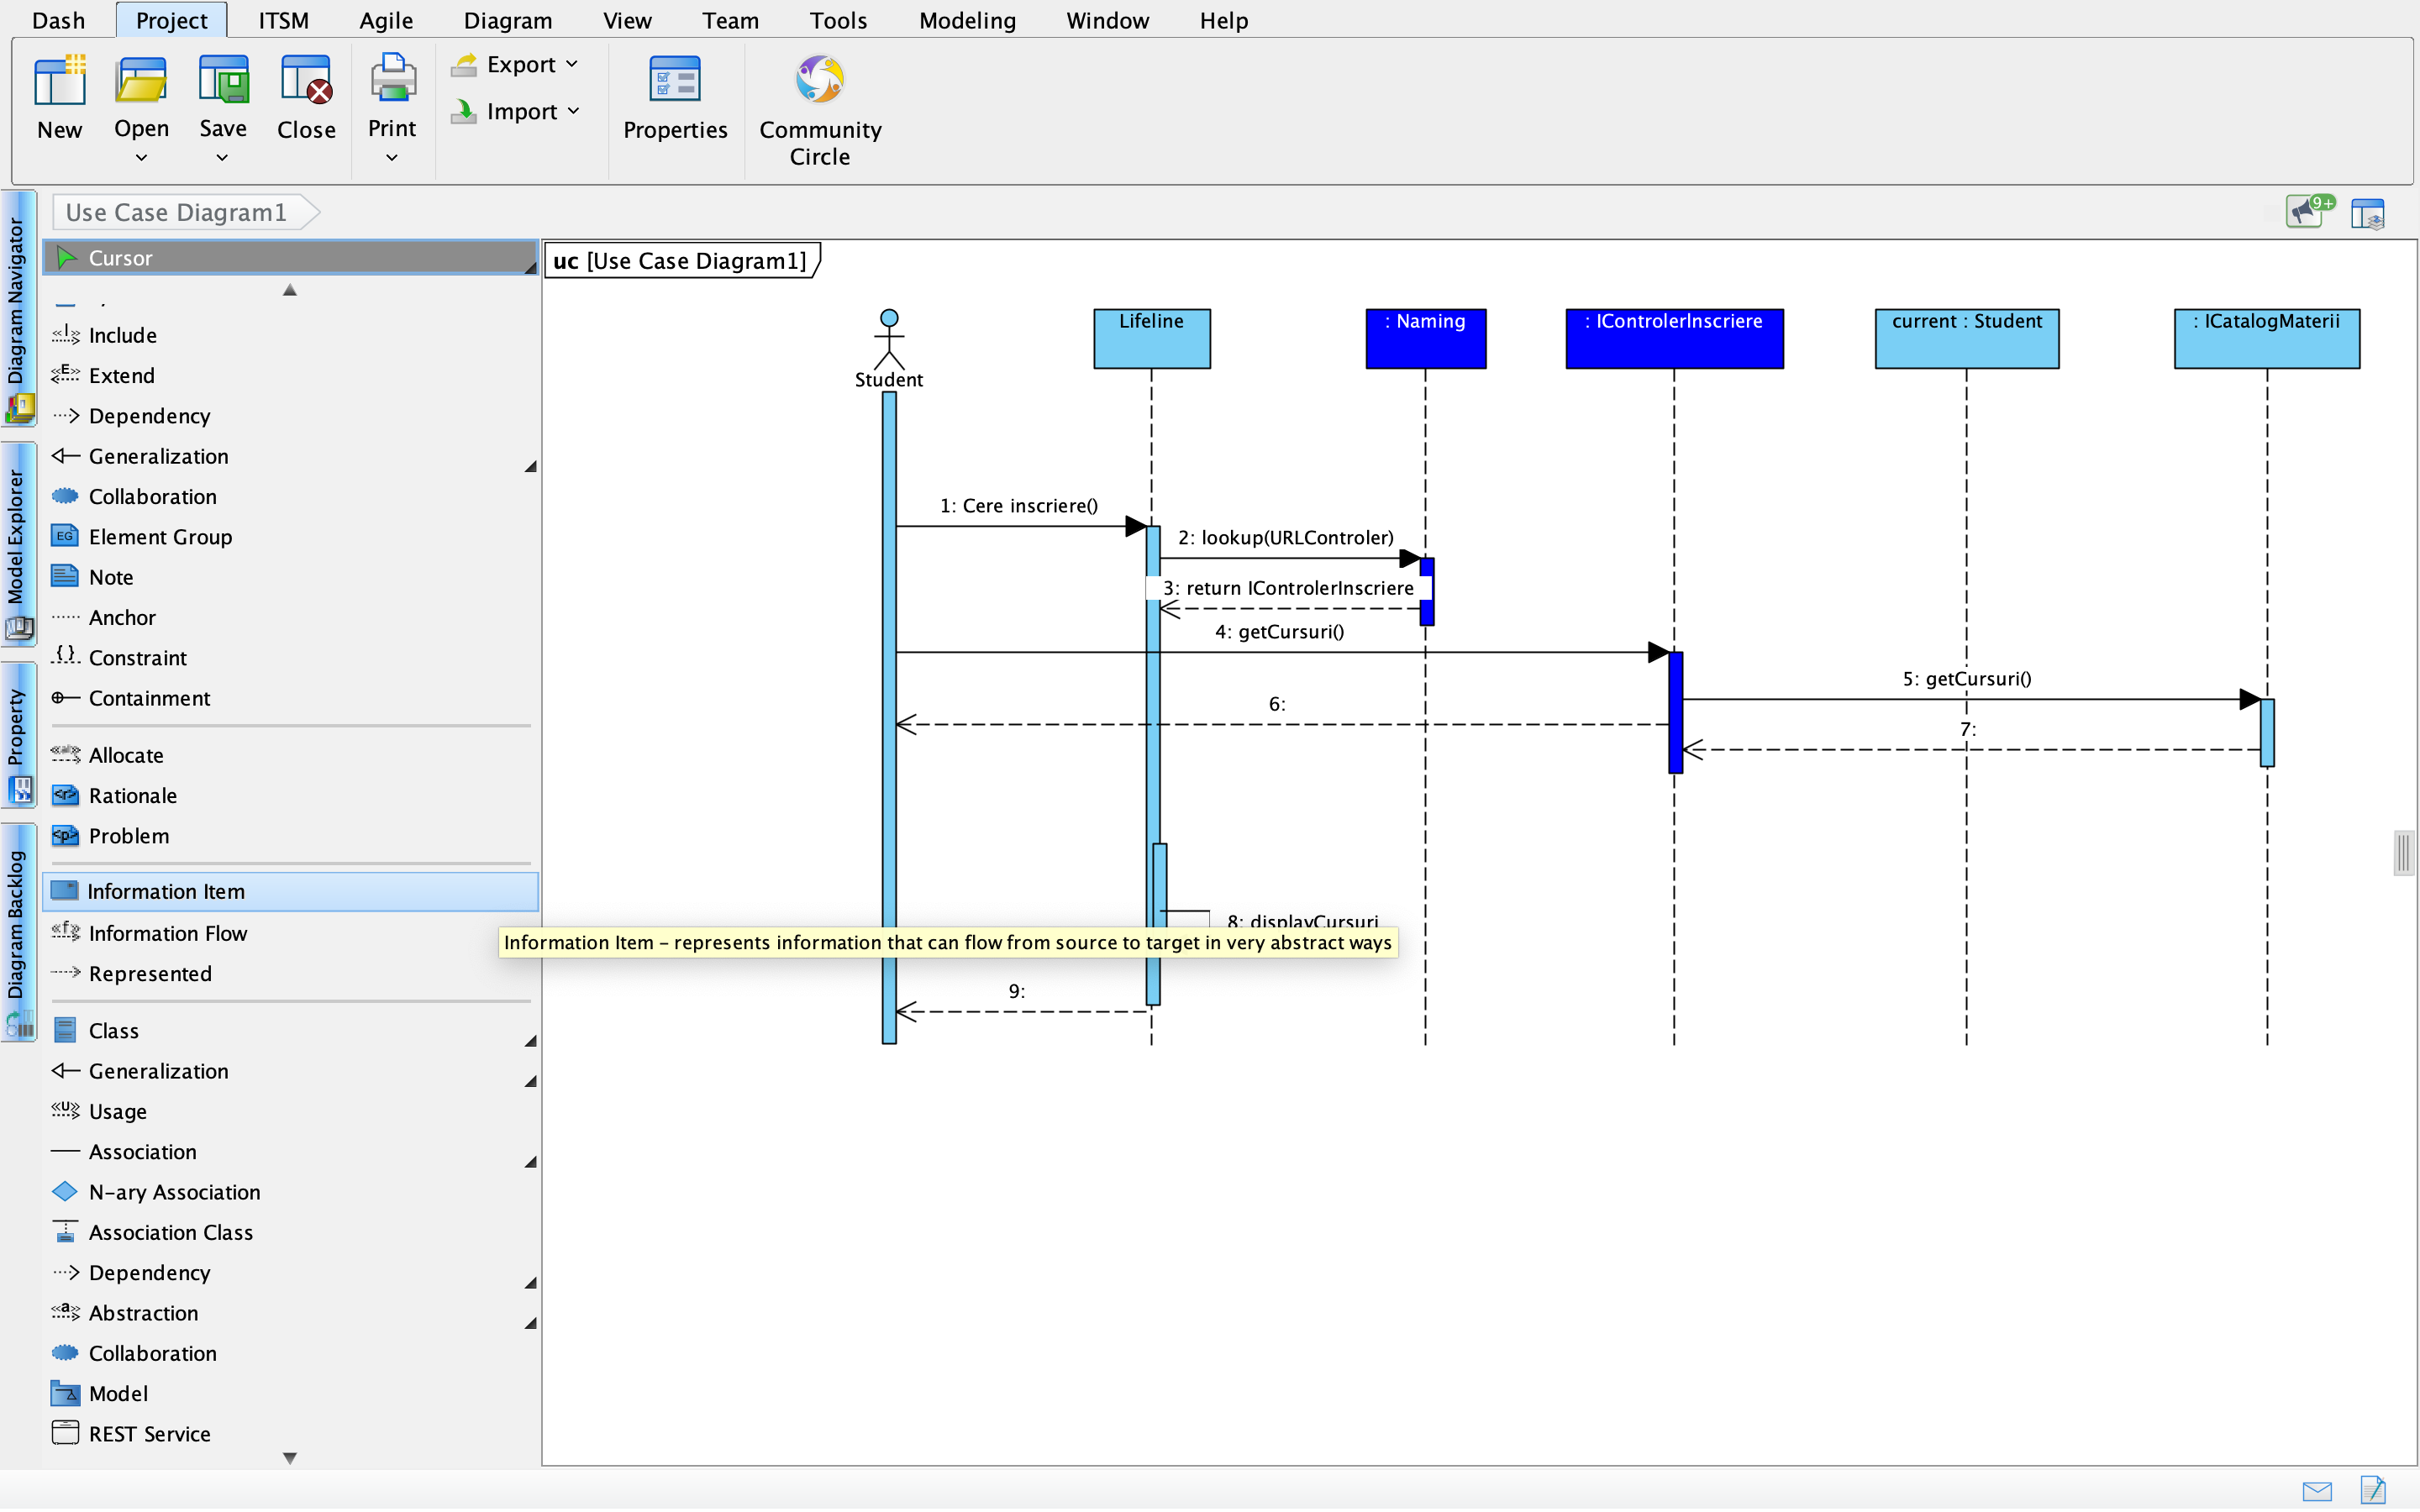 Dash Project ITSM Agile Diagram View Team Tools Modeling Window Help
New Open Save Close Print Export Import Properties Community Circle
Use Case Diagram1
9+
Diagram Navigator
Model Explorer
Property
Diagram Backlog
Cursor
Include
Extend
Dependency
Generalization
Collaboration
EG Element Group
Note
Anchor
Constraint
Containment
Allocate
Rationale
Problem
Information Item
Information Flow
Represented
Class
Generalization
Usage
Association
N-ary Association
Association Class
Dependency
Abstraction
Collaboration
Model
REST Service
uc [Use Case Diagram1]
Student
Lifeline
: Naming
: IControlerInscriere
current : Student
: ICatalogMaterii
1: Cere inscriere()
2: lookup(URLControler)
3: return IControlerInscriere
4: getCursuri()
5: getCursuri()
6:
7:
8: displayCursuri
Information Item - represents information that can flow from source to target in very abstract ways
9: